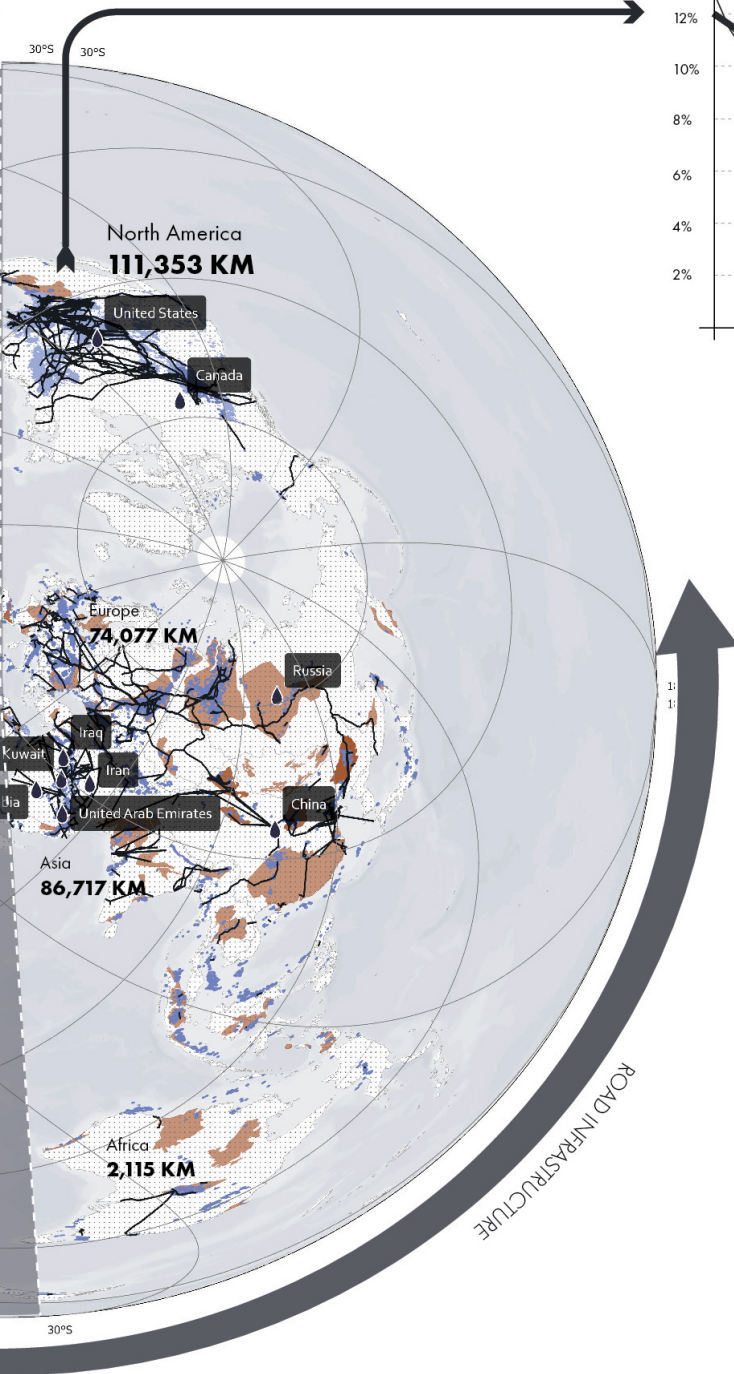 12%
30°S
30°S
10%
8%
6%
4%
2%
North America
111,353 KM
United States
Canada
Europe
74,077 KM
Russia
Iraq
Kuwait
Iran
China
United Arab Emirates
Asia
86,717 KM
Africa
2,115 KM
ROAD INFRASTRUCTURE
30°S